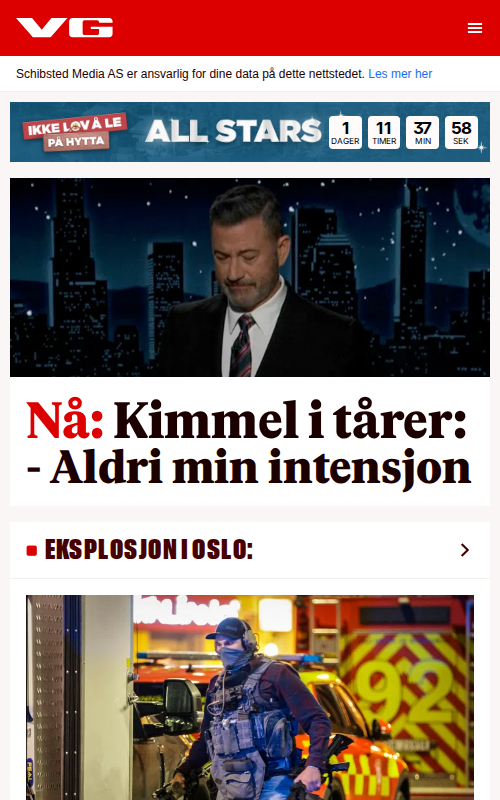 VG
Schibsted Media AS er ansvarlig for dine data på dette nettstedet. Les mer her
IKKE LOV Å LE
PÅ HYTTA
ALL STARS
1 11 37 58
DAGER TIMER MIN SEK
Nå: Kimmel i tårer:
- Aldri min intensjon
EKSPLOSJON I OSLO:
92